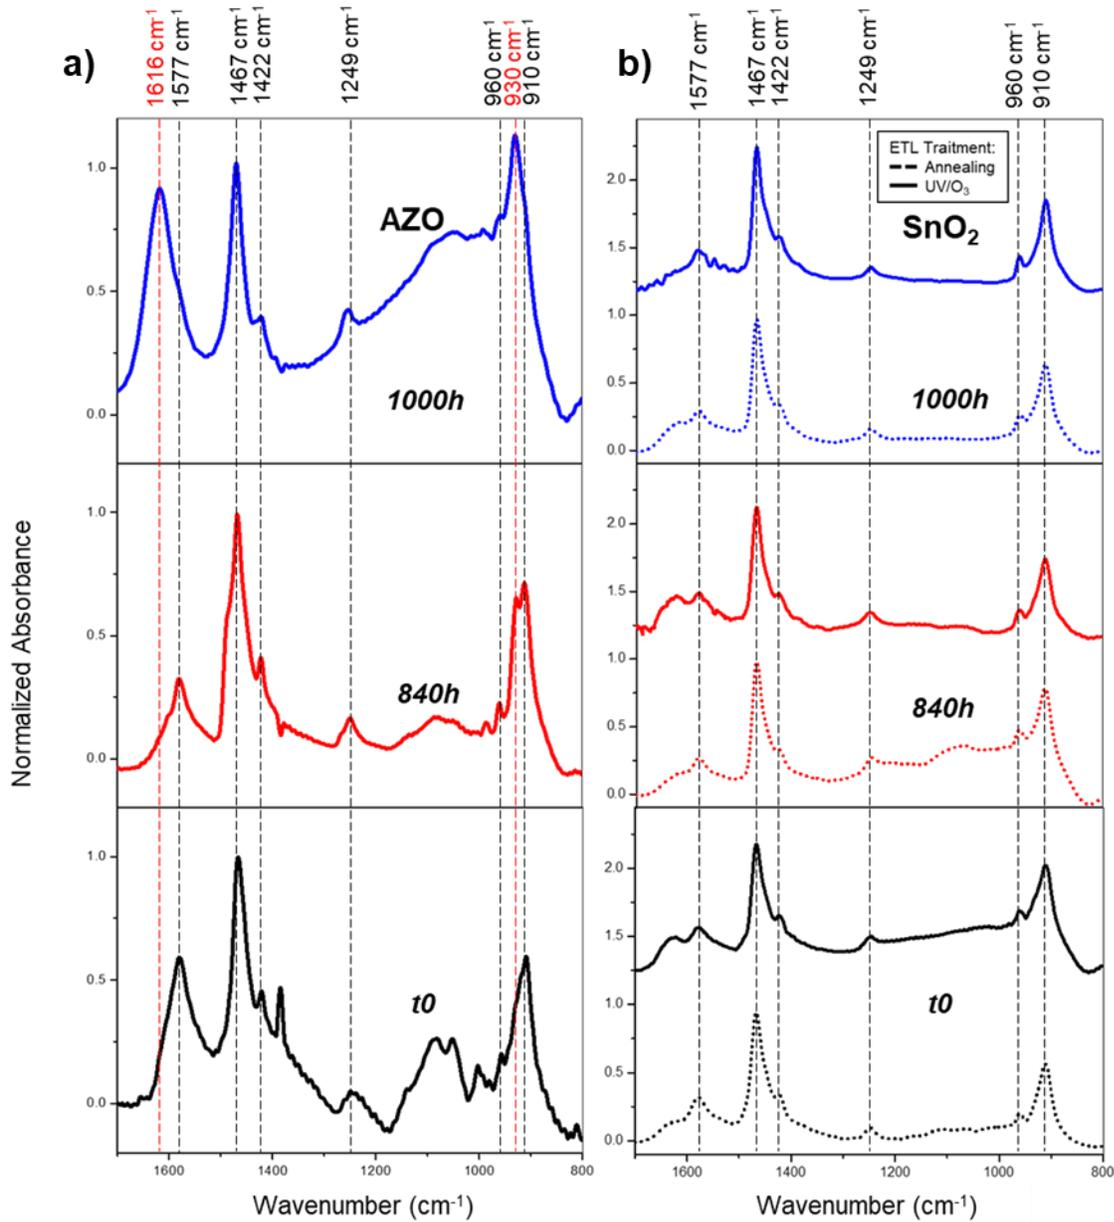 a)
1616 cm⁻¹
1577 cm⁻¹
1467 cm⁻¹
1422 cm⁻¹
1249 cm⁻¹
960 cm⁻¹
930 cm⁻¹
910 cm⁻¹
b)
1577 cm⁻¹
1467 cm⁻¹
1422 cm⁻¹
1249 cm⁻¹
960 cm⁻¹
910 cm⁻¹
Normalized Absorbance
1.0
0.5
0.0
AZO
1000h
1.0
0.5
0.0
840h
1.0
0.5
0.0
t0
1600 1400 1200 1000 800
Wavenumber (cm⁻¹)
ETL Traitment:
Annealing
UV/O₃
SnO₂
2.0
1.5
1.0
0.5
0.0
1000h
2.0
1.5
1.0
0.5
0.0
840h
2.0
1.5
1.0
0.5
0.0
t0
1600 1400 1200 1000 800
Wavenumber (cm⁻¹)